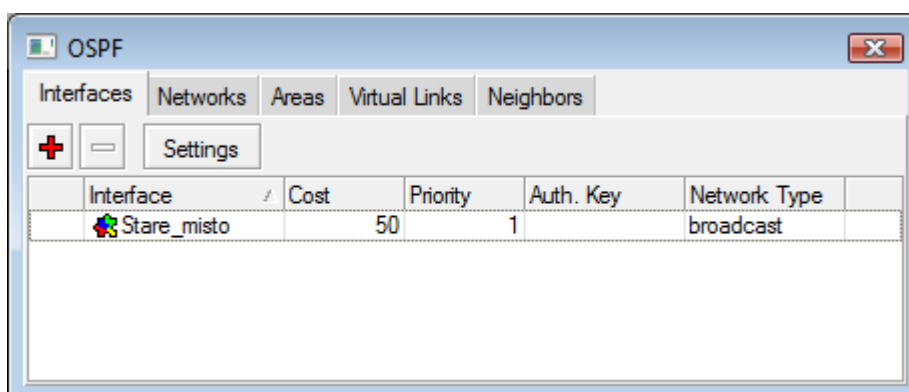 OSPF
Interfaces Networks Areas Virtual Links Neighbors
Settings
Interface Cost Priority Auth. Key Network Type
Stare_misto 50 1 broadcast